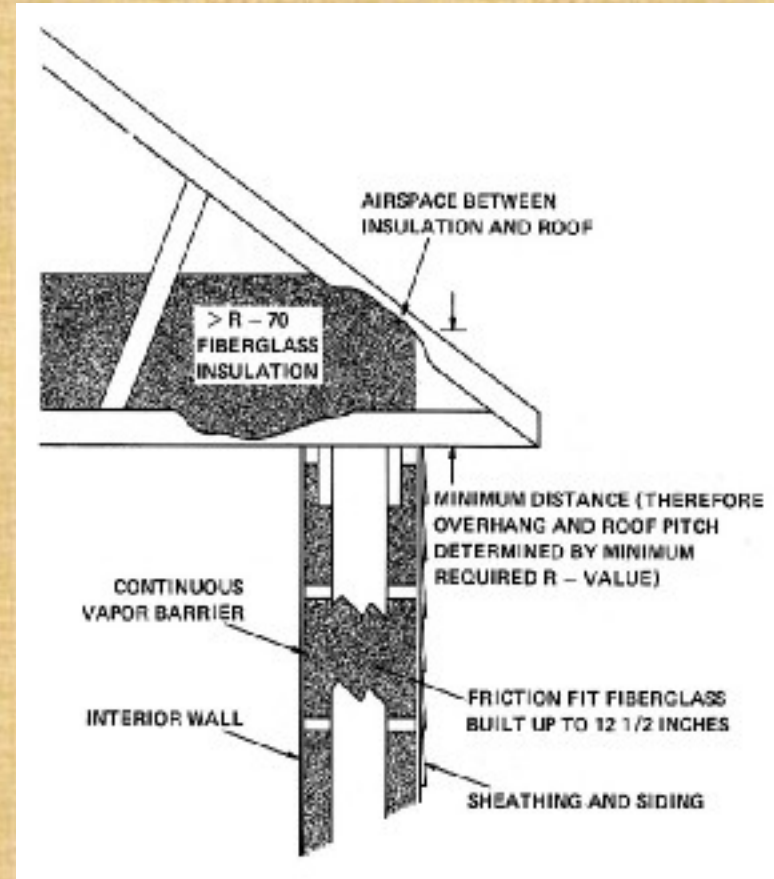 AIRSPACE BETWEEN
INSULATION AND ROOF
> R – 70
FIBERGLASS
INSULATION
MINIMUM DISTANCE (THEREFORE
OVERHANG AND ROOF PITCH
DETERMINED BY MINIMUM
REQUIRED R – VALUE)
CONTINUOUS
VAPOR BARRIER
FRICTION FIT FIBERGLASS
BUILT UP TO 12 1/2 INCHES
INTERIOR WALL
SHEATHING AND SIDING